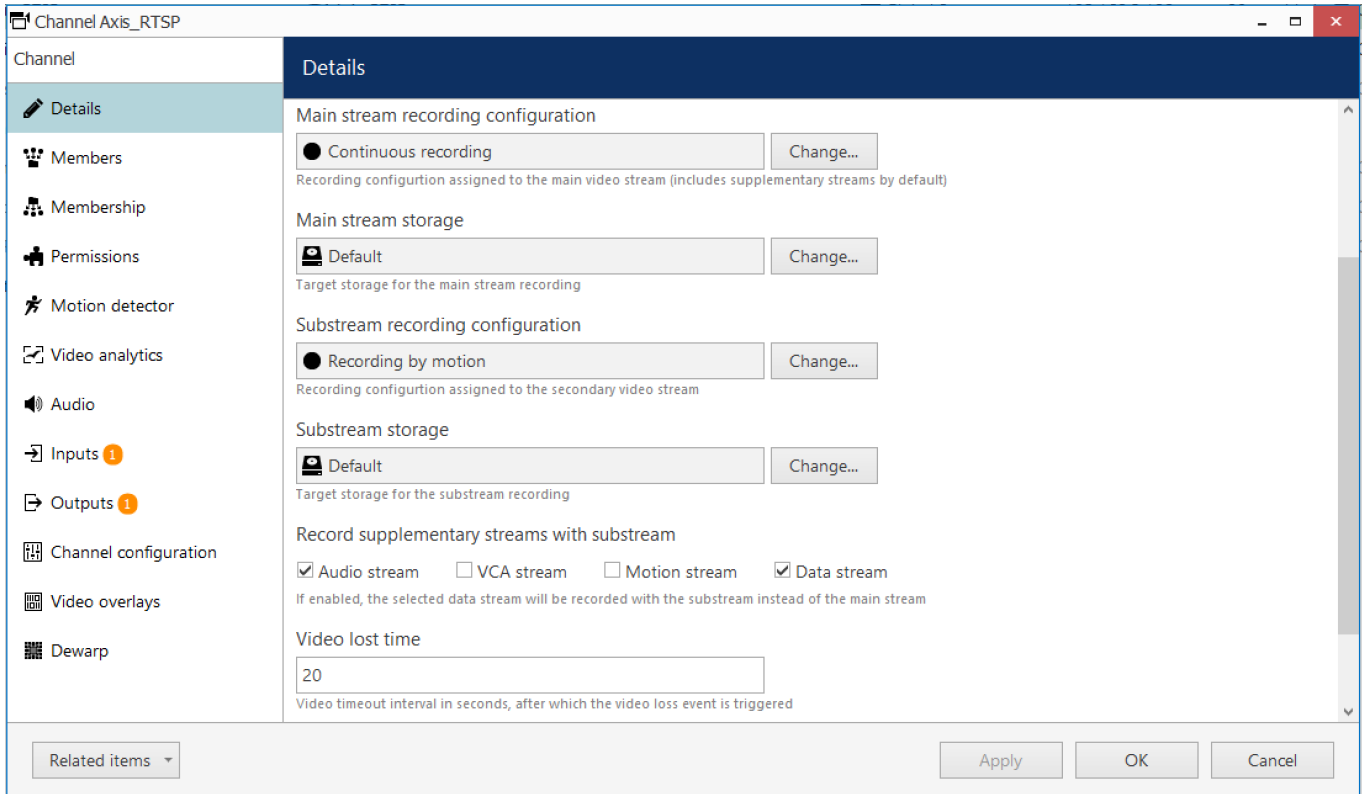 Channel Axis_RTSP
Channel
Details
Members
Membership
Permissions
Motion detector
Video analytics
Audio
Inputs 1
Outputs 1
Channel configuration
Video overlays
Dewarp
Details
Main stream recording configuration
Continuous recording
Change...
Recording configurtion assigned to the main video stream (includes supplementary streams by default)
Main stream storage
Default
Change...
Target storage for the main stream recording
Substream recording configuration
Recording by motion
Change...
Recording configurtion assigned to the secondary video stream
Substream storage
Default
Change...
Target storage for the substream recording
Record supplementary streams with substream
Audio stream VCA stream Motion stream Data stream
If enabled, the selected data stream will be recorded with the substream instead of the main stream
Video lost time
20
Video timeout interval in seconds, after which the video loss event is triggered
Related items
Apply OK Cancel